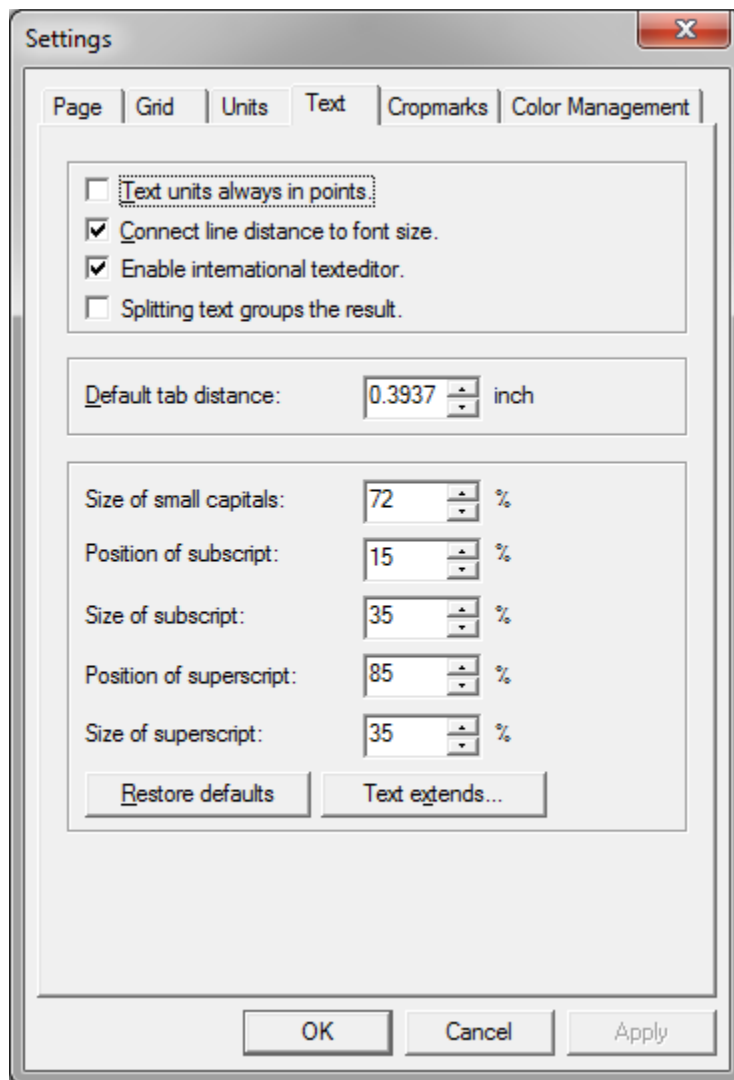 Settings
Page Grid Units Text Cropmarks Color Management
Text units always in points.
Connect line distance to font size.
Enable international texteditor.
Splitting text groups the result.
Default tab distance: 0.3937 inch
Size of small capitals: 72 %
Position of subscript: 15 %
Size of subscript: 35 %
Position of superscript: 85 %
Size of superscript: 35 %
Restore defaults Text extends...
OK Cancel Apply